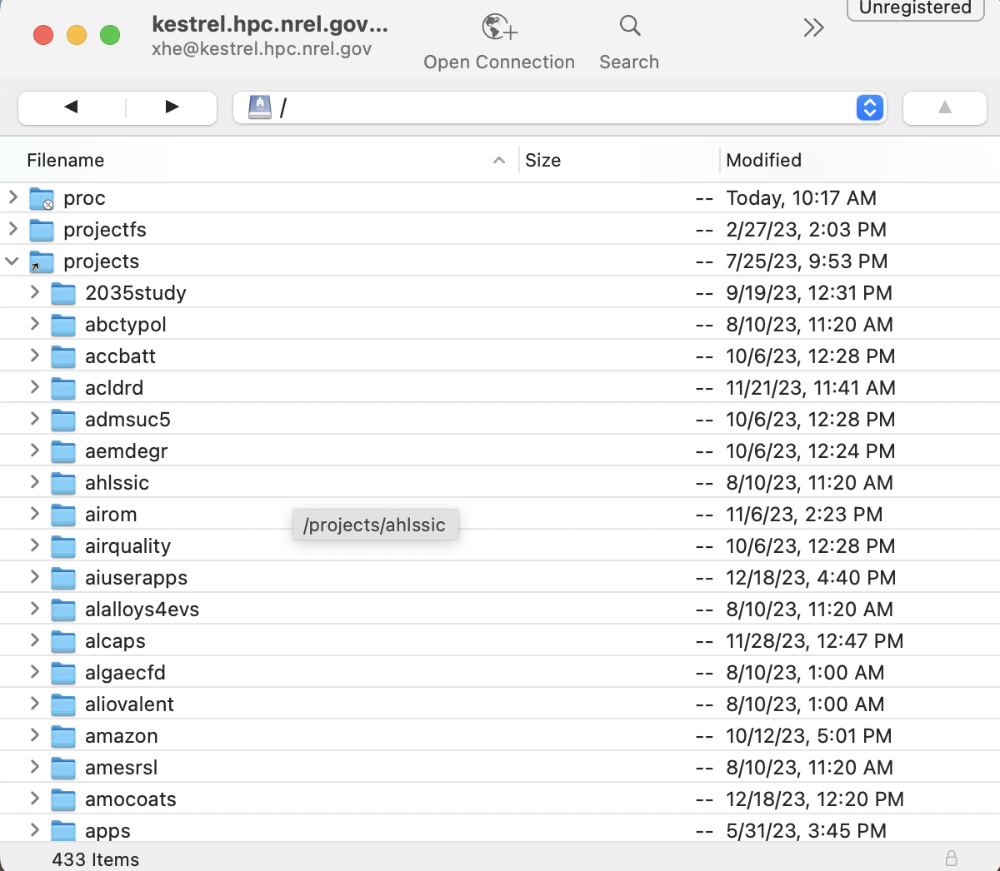 kestrel.hpc.nrel.gov...
xhe@kestrel.hpc.nrel.gov
Open Connection
Search
Unregistered
/
Filename Size Modified
proc -- Today, 10:17 AM
projectfs -- 2/27/23, 2:03 PM
projects -- 7/25/23, 9:53 PM
2035study -- 9/19/23, 12:31 PM
abctypol -- 8/10/23, 11:20 AM
accbatt -- 10/6/23, 12:28 PM
acldrd -- 11/21/23, 11:41 AM
admsuc5 -- 10/6/23, 12:28 PM
aemdegr -- 10/6/23, 12:24 PM
ahlssic -- 8/10/23, 11:20 AM
airom -- 11/6/23, 2:23 PM
/projects/ahlssic
airquality -- 10/6/23, 12:28 PM
aiuserapps -- 12/18/23, 4:40 PM
alalloys4evs -- 8/10/23, 11:20 AM
alcaps -- 11/28/23, 12:47 PM
algaecfd -- 8/10/23, 1:00 AM
aliovalent -- 8/10/23, 1:00 AM
amazon -- 10/12/23, 5:01 PM
amesrsl -- 8/10/23, 11:20 AM
amocoats -- 12/18/23, 12:20 PM
apps -- 5/31/23, 3:45 PM
433 Items